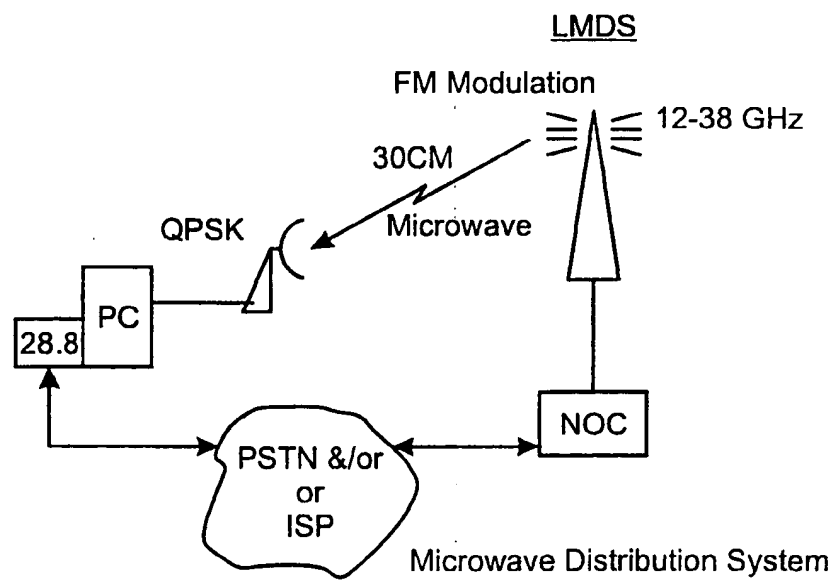 LMDS
FM Modulation
12-38 GHz
30CM
Microwave
QPSK
PC
28.8
NOC
PSTN &/or
or
ISP
Microwave Distribution System